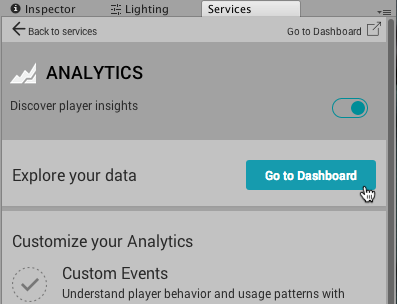 Inspector Lighting Services
Back to services Go to Dashboard
ANALYTICS
Discover player insights
Explore your data Go to Dashboard
Customize your Analytics
Custom Events
Understand player behavior and usage patterns with